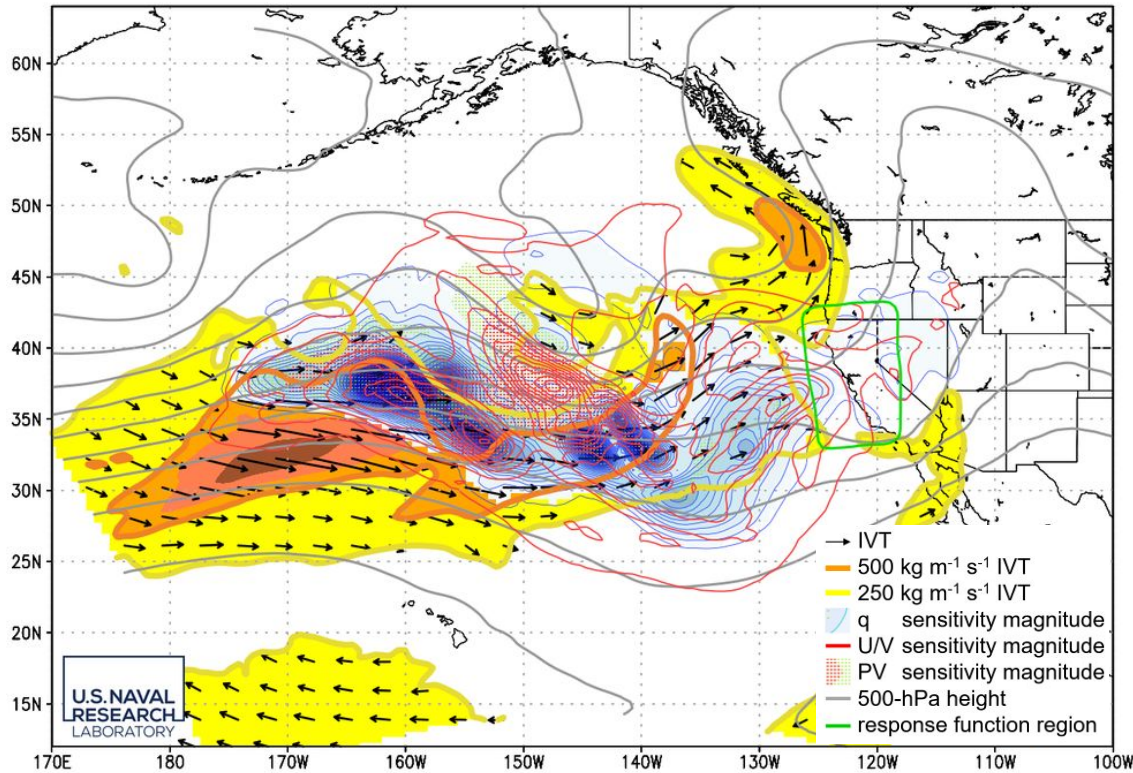 60N
55N
50N
45N
40N
35N
30N
25N
20N
15N
U.S. NAVAL
RESEARCH
LABORATORY
IVT
500 kg m⁻¹ s⁻¹ IVT
250 kg m⁻¹ s⁻¹ IVT
q sensitivity magnitude
U/V sensitivity magnitude
PV sensitivity magnitude
500-hPa height
response function region
170E 180 170W 160W 150W 140W 130W 120W 110W 100W